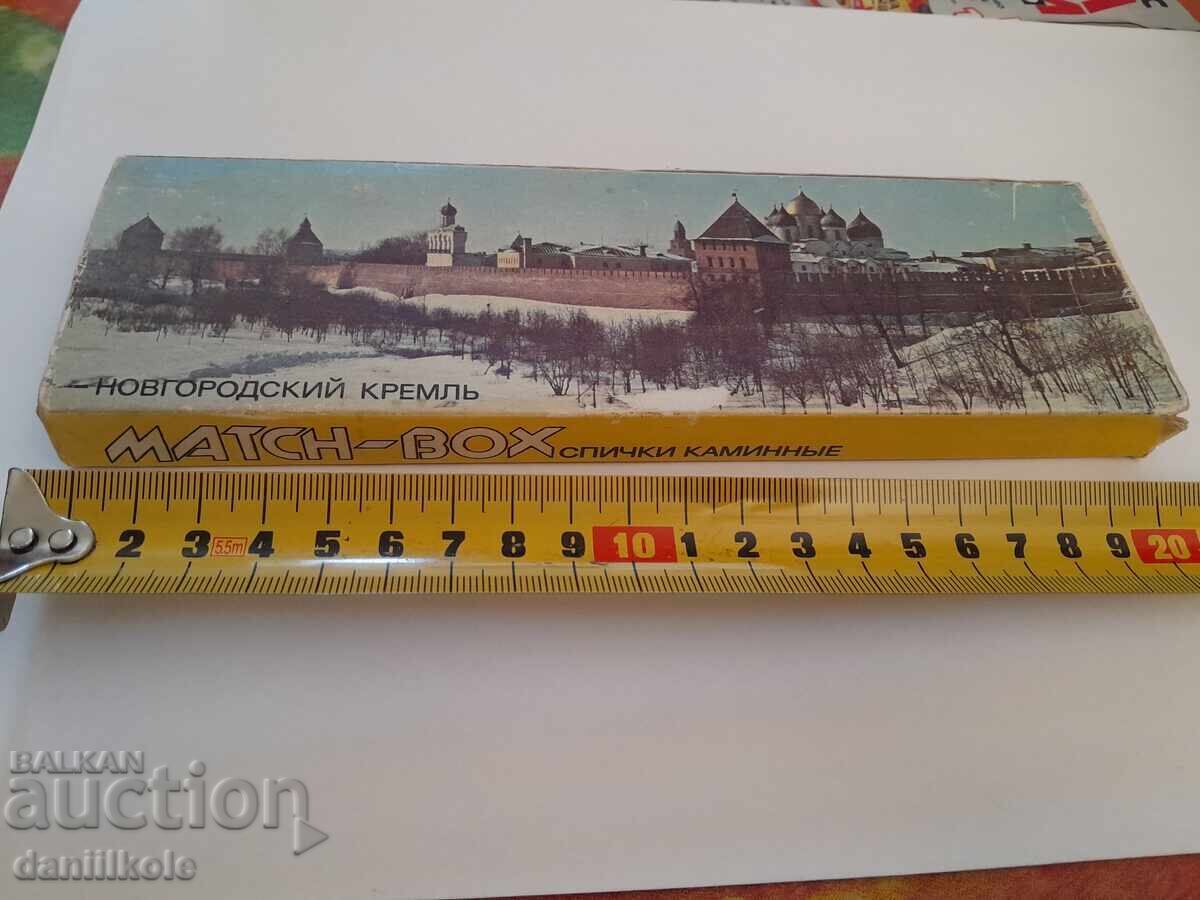 НОВГОРОДСКИЙ КРЕМЛЬ
MATCH-BOX СПИЧКИ КАМИННЫЕ
2 3 5.5m 4 5 6 7 8 9 10 1 2 3 4 5 6 7 8 9 20
BALKAN
auction
daniilkole